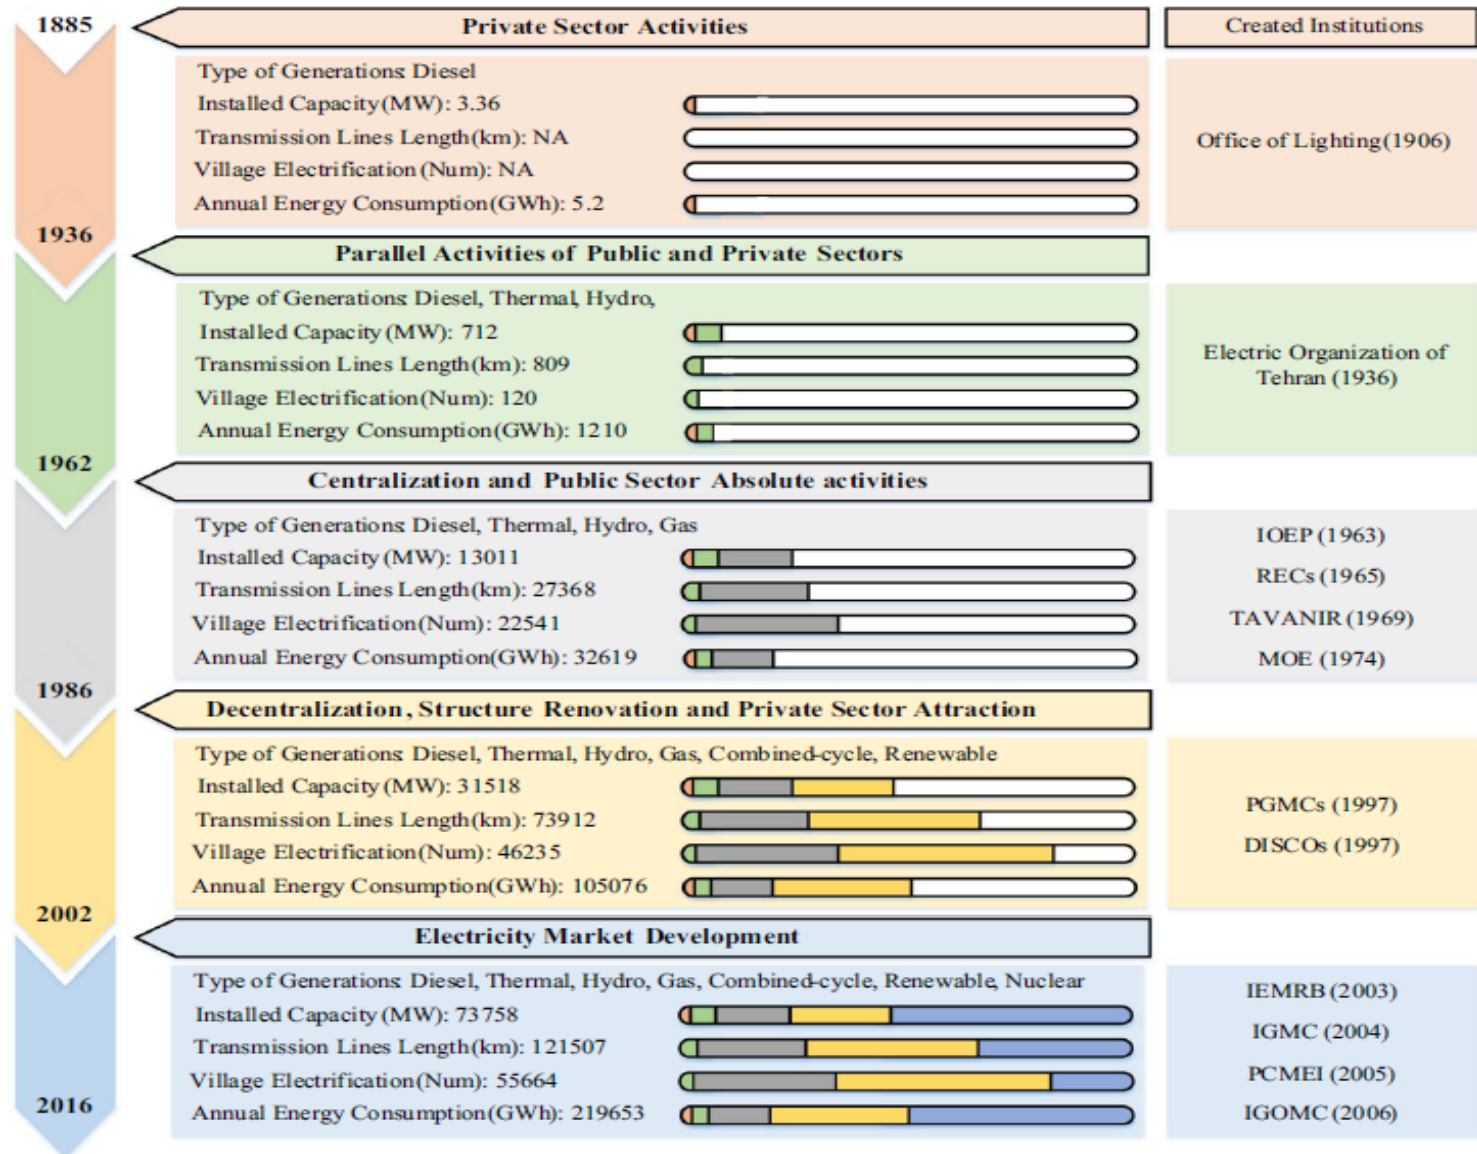 1885
Private Sector Activities
Created Institutions
Type of Generations: Diesel
Installed Capacity(MW): 3.36
Transmission Lines Length(km): NA
Village Electrification(Num): NA
Annual Energy Consumption(GWh): 5.2
Office of Lighting(1906)
1936
Parallel Activities of Public and Private Sectors
Type of Generations: Diesel, Thermal, Hydro,
Installed Capacity (MW): 712
Transmission Lines Length(km): 809
Village Electrification(Num): 120
Annual Energy Consumption(GWh): 1210
Electric Organization of
Tehran (1936)
1962
Centralization and Public Sector Absolute activities
Type of Generations: Diesel, Thermal, Hydro, Gas
Installed Capacity (MW): 13011
Transmission Lines Length(km): 27368
Village Electrification(Num): 22541
Annual Energy Consumption(GWh): 32619
IOEP (1963)
RECs (1965)
TAVANIR (1969)
MOE (1974)
1986
Decentralization, Structure Renovation and Private Sector Attraction
Type of Generations: Diesel, Thermal, Hydro, Gas, Combined-cycle, Renewable
Installed Capacity (MW): 31518
Transmission Lines Length(km): 73912
Village Electrification(Num): 46235
Annual Energy Consumption(GWh): 105076
PGMCs (1997)
DISCOs (1997)
2002
Electricity Market Development
Type of Generations: Diesel, Thermal, Hydro, Gas, Combined-cycle, Renewable, Nuclear
Installed Capacity (MW): 73758
Transmission Lines Length(km): 121507
Village Electrification(Num): 55664
Annual Energy Consumption(GWh): 219653
IEMRB (2003)
IGMC (2004)
PCMEI (2005)
IGOMC (2006)
2016